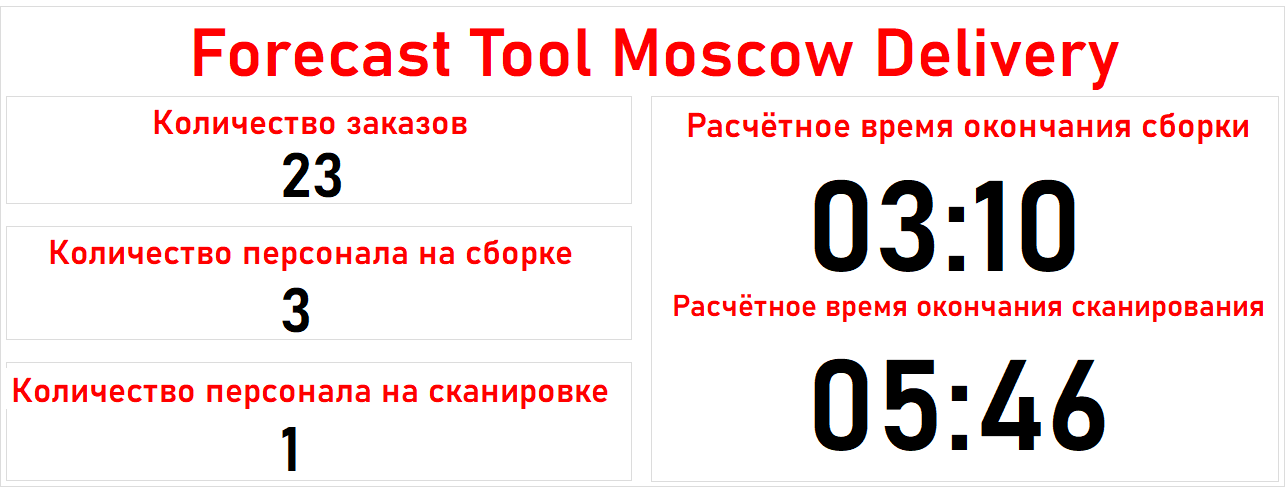 Forecast Tool Moscow Delivery
Количество заказов
23
Количество персонала на сборке
3
Количество персонала на сканировке
1
Расчётное время окончания сборки
03:10
Расчётное время окончания сканирования
05:46